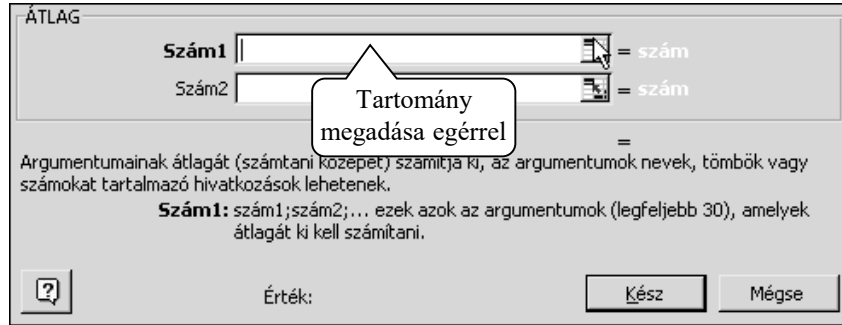 ÁTLAG
Szám1 = szám
Szám2 = szám
Tartomány
megadása egérrel
=
Argumentumainak átlagát (számtani közepét) számítja ki, az argumentumok nevek, tömbök vagy
számokat tartalmazó hivatkozások lehetenek.
Szám1: szám1;szám2;... ezek azok az argumentumok (legfeljebb 30), amelyek
átlagát ki kell számítani.
Érték:
Kész
Mégse